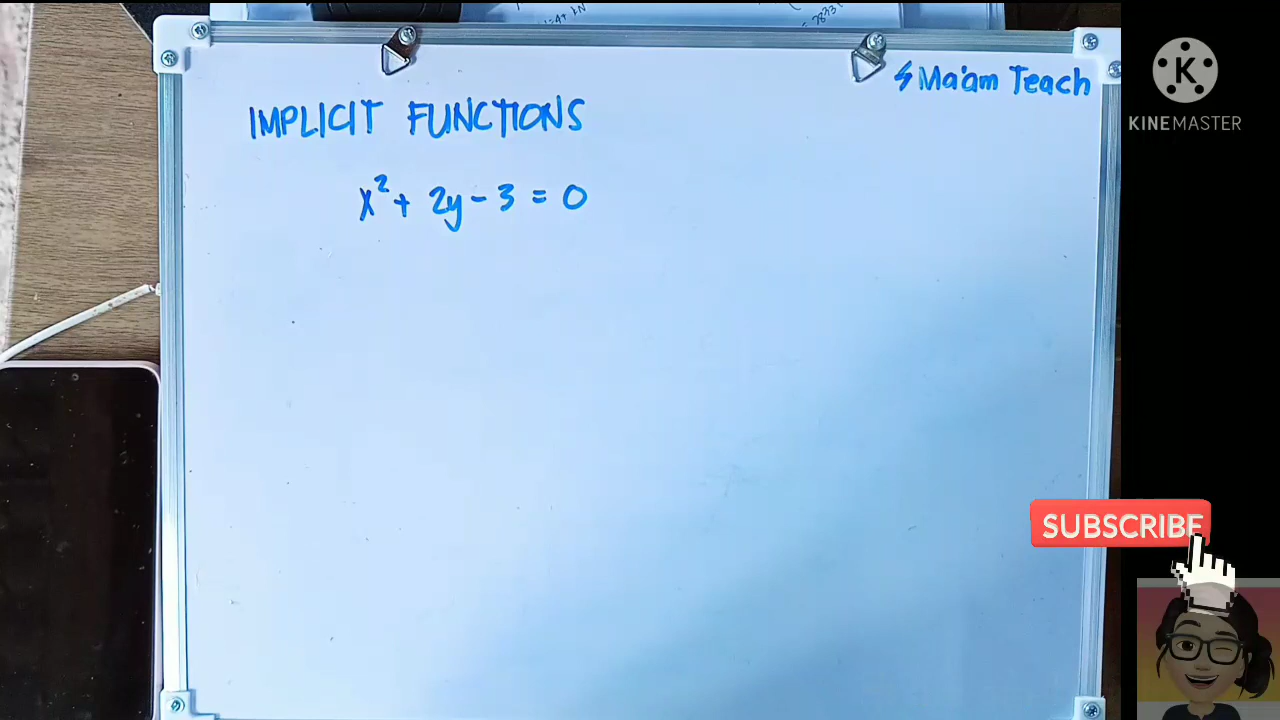 Ma'am Teach
IMPLICIT FUNCTIONS
x² + 2y - 3 = 0
K
KINEMASTER
SUBSCRIBE